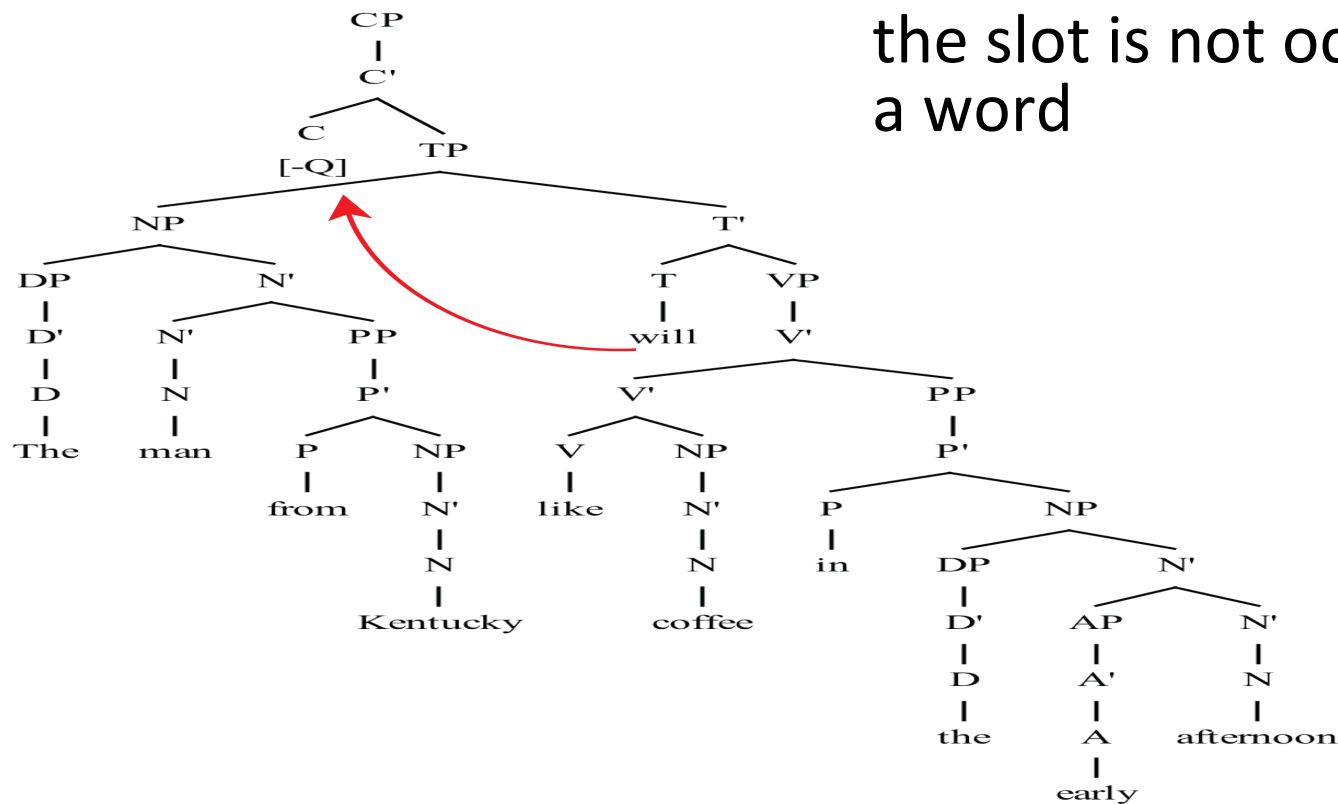 the slot is not
a word
CP
C'
C
TP
[-Q]
NP T'
DP N' T VP
D' N' PP will V'
D N P' V' PP
The man P NP V NP P'
from N' like N' P NP
N N in DP N'
Kentucky coffee D' AP N'
D A' N
the A afternoon
early